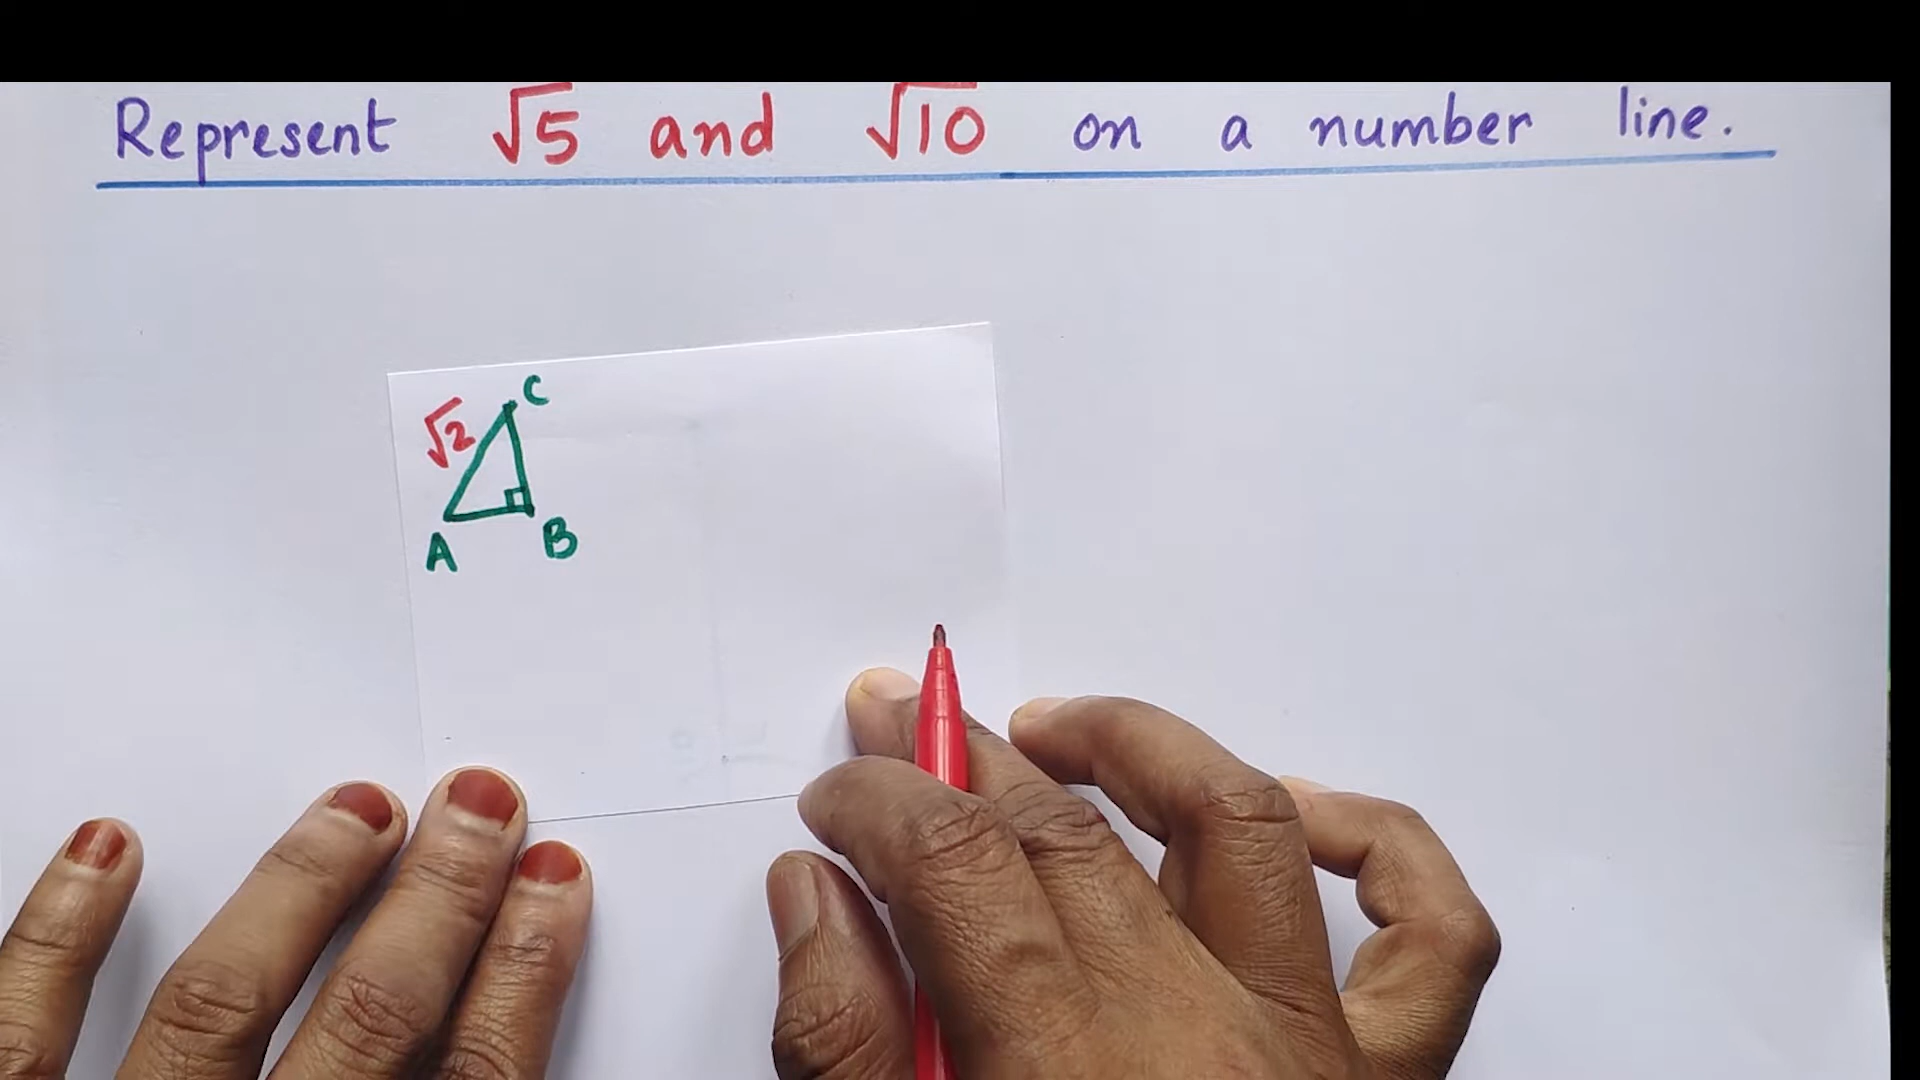 Represent √5 and √10 on a number line.
C
√2
A B